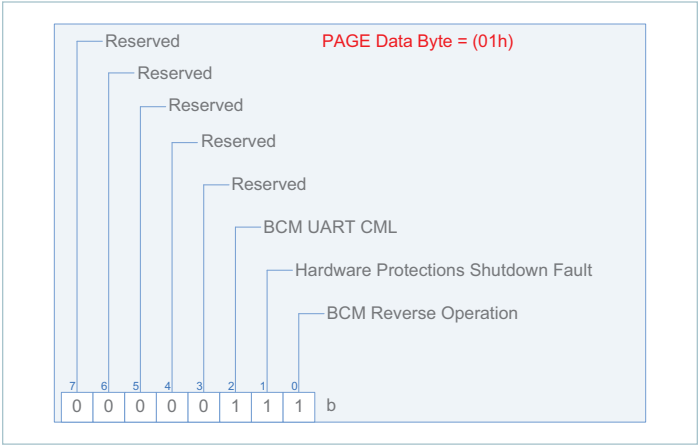 Reserved PAGE Data Byte = (01h)
Reserved
Reserved
Reserved
Reserved
BCM UART CML
Hardware Protections Shutdown Fault
BCM Reverse Operation
7 6 5 4 3 2 1 0
0 0 0 0 0 1 1 1 b